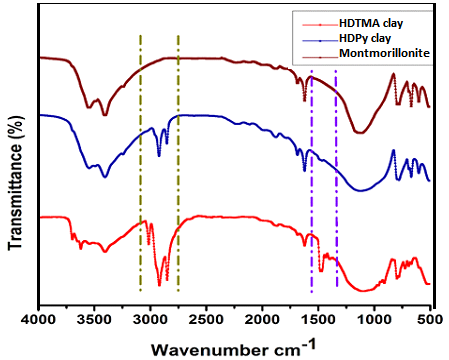 HDTMA clay
HDPy clay
Montmorillonite
Transmittance (%)
4000 3500 3000 2500 2000 1500 1000 500
Wavenumber cm-1